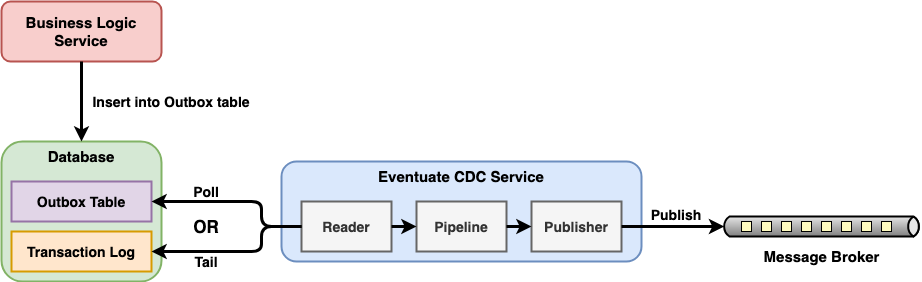 Business Logic
Service
Insert into Outbox table
Database
Outbox Table
Transaction Log
Poll
OR
Tail
Eventuate CDC Service
Reader
Pipeline
Publisher
Publish
Message Broker